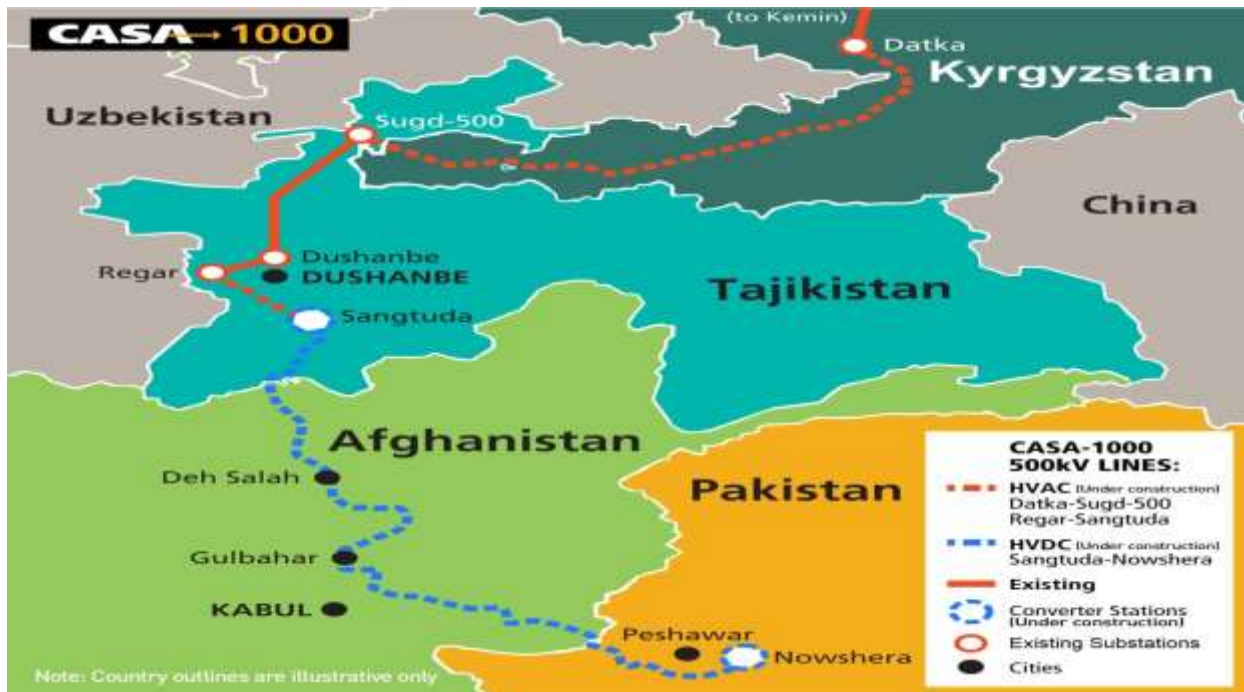 CASA→1000
(to Kemin)
Datka
Kyrgyzstan
Uzbekistan
Sugd-500
China
Dushanbe
Regar
DUSHANBE
Tajikistan
Sangtuda
Afghanistan
Deh Salah
Pakistan
Gulbahar
KABUL
Peshawar
Nowshera
CASA-1000
500kV LINES:
HVAC (Under construction)
Datka-Sugd-500
Regar-Sangtuda
HVDC (Under construction)
Sangtuda-Nowshera
Existing
Converter Stations
(Under construction)
Existing Substations
Cities
Note: Country outlines are illustrative only